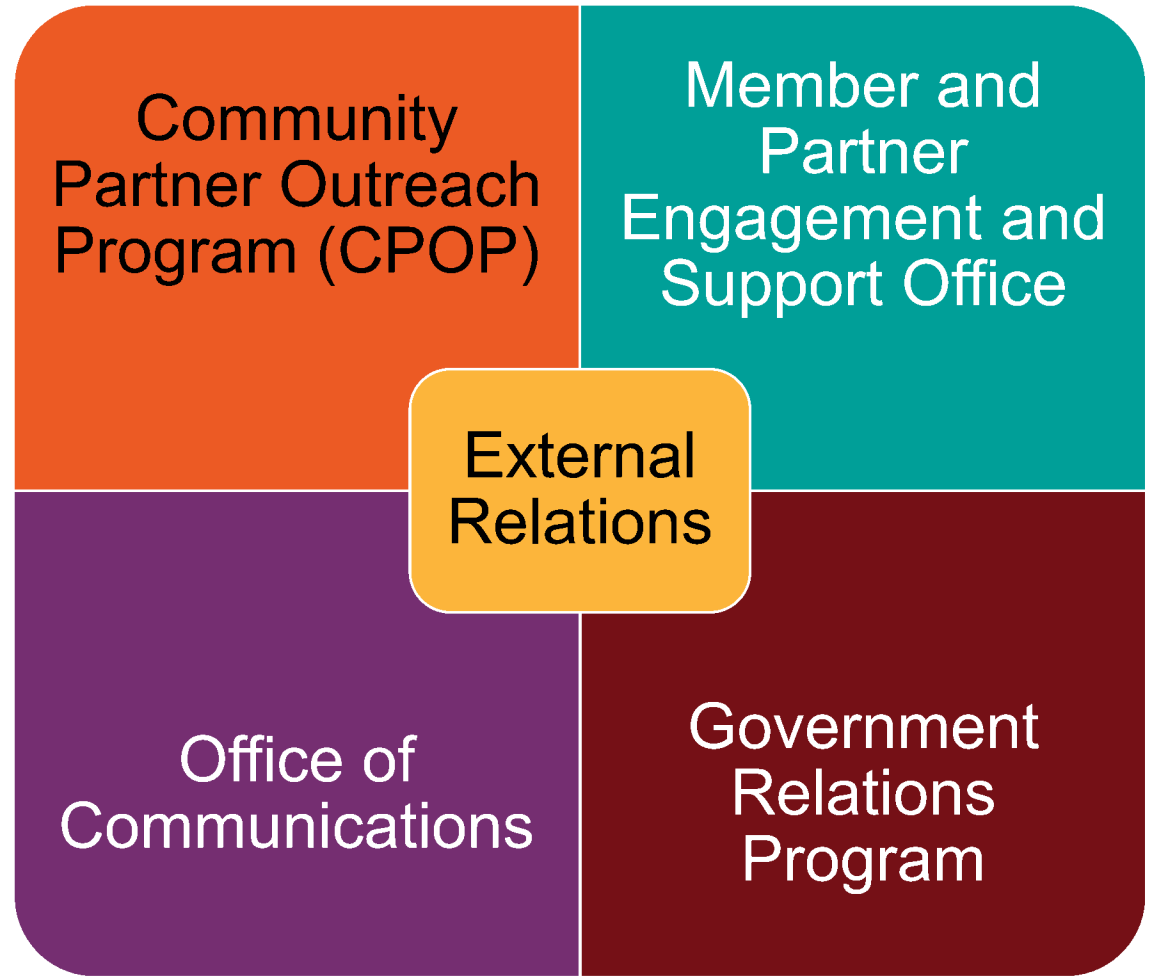 Community
Partner Outreach
Program (CPOP)
Member and
Partner
Engagement and
Support Office
External
Relations
Office of
Communications
Government
Relations
Program